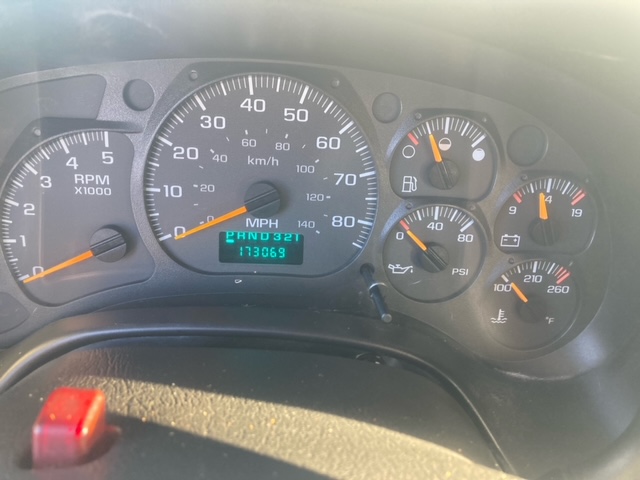 0 1 2 3 4 5
RPM
X1000
0 10 20 30 40 50 60 70 80
0 20 40 60 80 100 120 140
km/h
MPH
PRND321
173069
0 40 80
PSI
9 14 19
100 210 260
°F